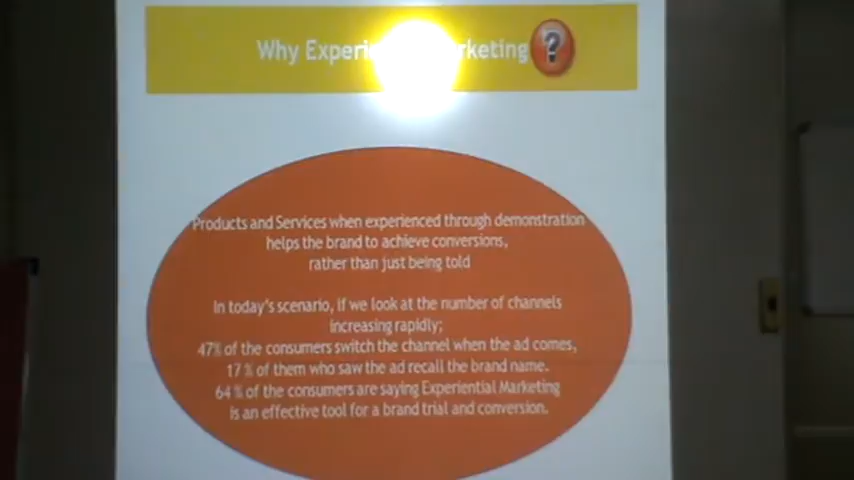 Why Experi rketing ?
Products and Services when experienced through demonstration
helps the brand to achieve conversions,
rather than just being told
In today's scenario, if we look at the number of channels
increasing rapidly;
47% of the consumers switch the channel when the ad comes,
17 % of them who saw the ad recall the brand name.
64 % of the consumers are saying Experiential Marketing
is an effective tool for a brand trial and conversion.